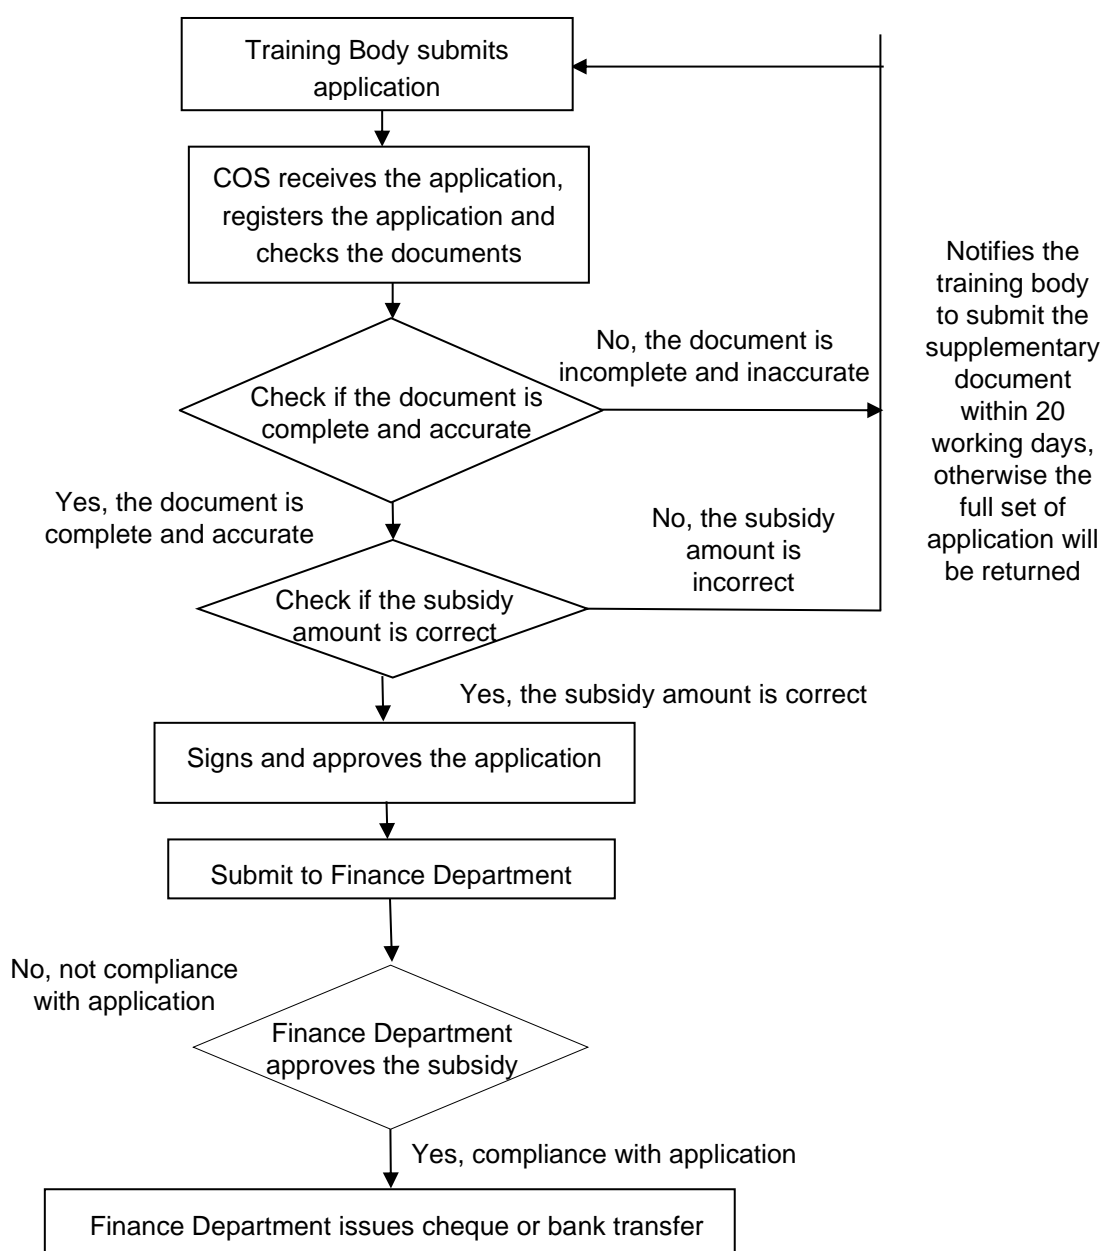 Training Body submits
application
COS receives the application,
registers the application and
checks the documents
No, the document is
incomplete and inaccurate
Check if the document is
complete and accurate
Notifies the
training body
to submit the
supplementary
document
within 20
working days,
otherwise the
full set of
application will
be returned
Yes, the document is
complete and accurate
No, the subsidy
amount is
incorrect
Check if the subsidy
amount is correct
Yes, the subsidy amount is correct
Signs and approves the application
Submit to Finance Department
No, not compliance
with application
Finance Department
approves the subsidy
Yes, compliance with application
Finance Department issues cheque or bank transfer